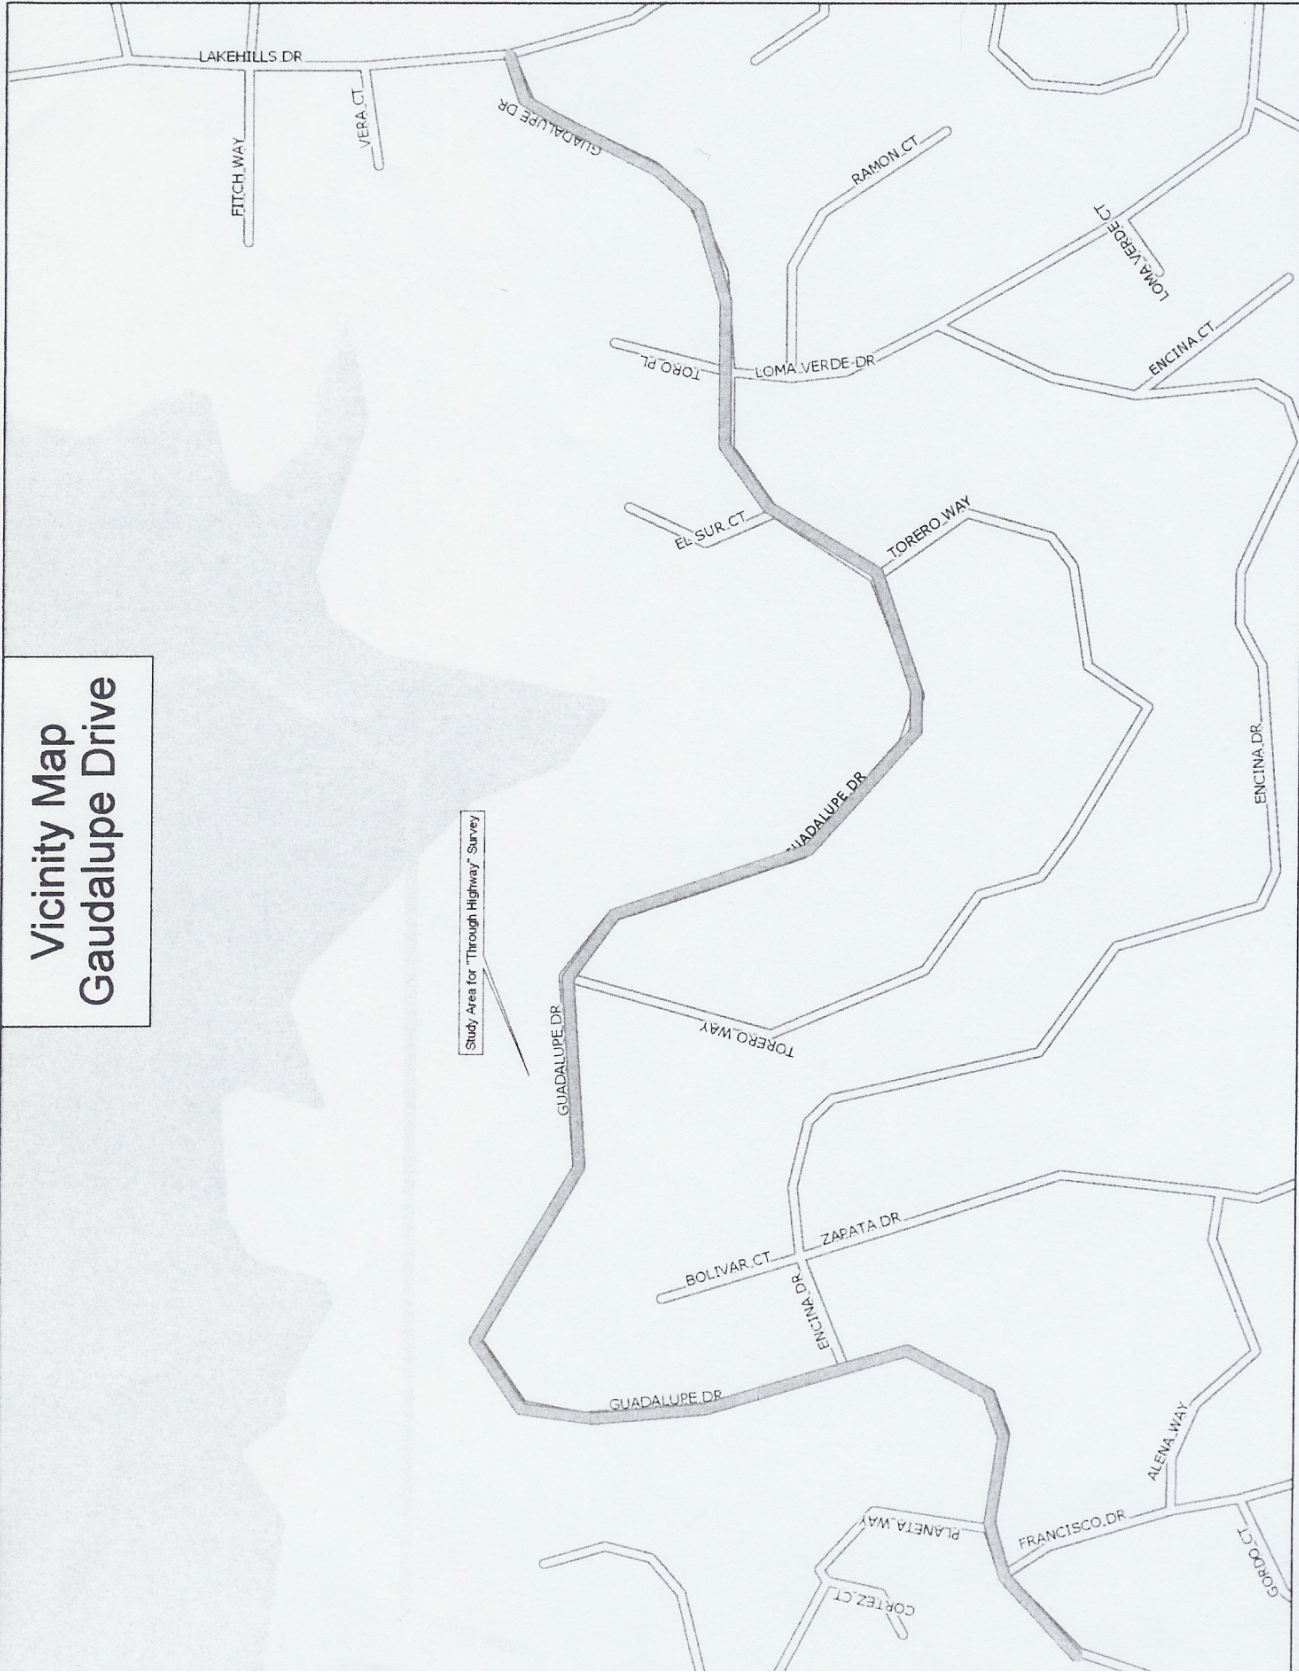 Vicinity Map
Gaudalupe Drive
Study Area for "Through Highway" Survey
LAKEHILLS DR
FITCH WAY
VERA CT
GUADALUPE DR
RAMON CT
LOMA VERDE CT
ENCINA CT
TORO PL
LOMA VERDE DR
EL SUR CT
TORERO WAY
GUADALUPE DR
ENCINA DR
GUADALUPE DR
TORERO WAY
BOLIVAR CT
ZAPATA DR
ENCINA DR
GUADALUPE DR
ALENA WAY
PLANETA WAY
FRANCISCO DR
GORDO CT
CORTEZ CT